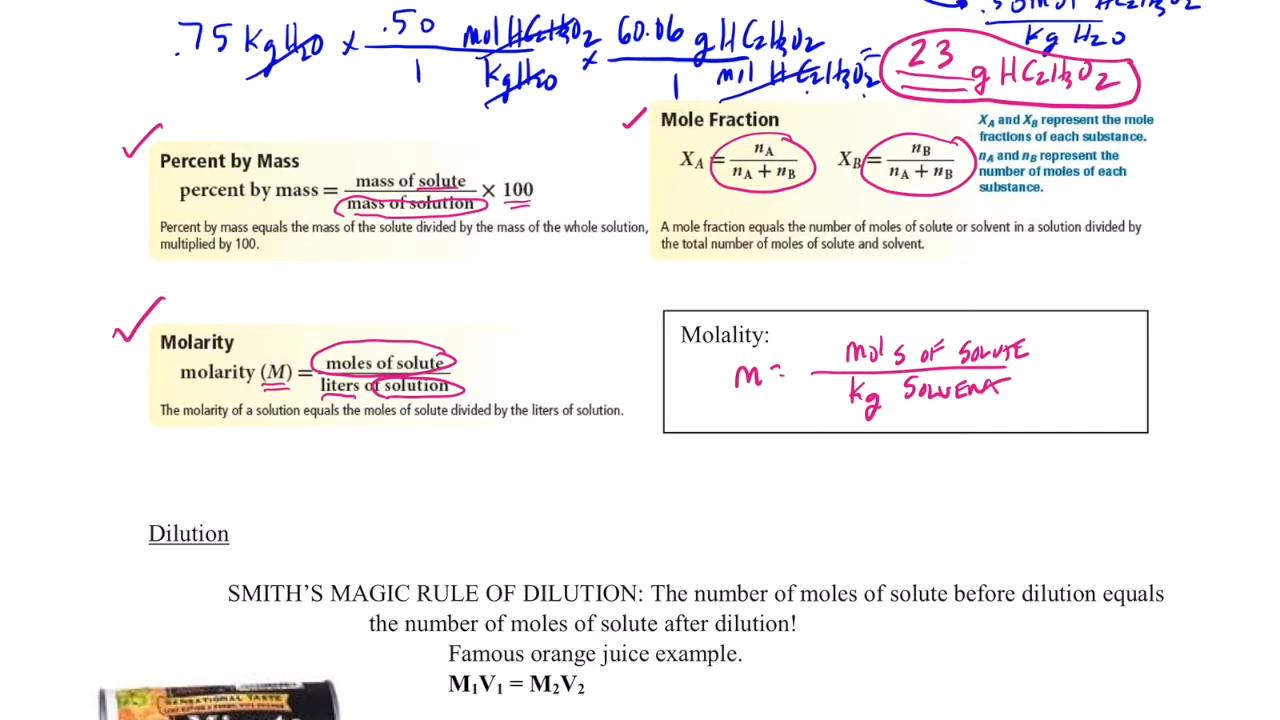 .50 mol HC2H3O2
.75 kg H2O x .50 mol HC2H3O2 x 60.06 g HC2H3O2 =
1 kg H2O 1 mol HC2H3O2
kg H2O
23 g HC2H3O2
Percent by Mass
percent by mass = mass of solute × 100
mass of solution
Percent by mass equals the mass of the solute divided by the mass of the whole solution,
multiplied by 100.
Mole Fraction
XA = nA XB = nB
nA + nB nA + nB
XA and XB represent the mole
fractions of each substance.
nA and nB represent the
number of moles of each
substance.
A mole fraction equals the number of moles of solute or solvent in a solution divided by
the total number of moles of solute and solvent.
Molarity
molarity (M) = moles of solute
liters of solution
The molarity of a solution equals the moles of solute divided by the liters of solution.
Molality:
m = mols of solute
kg solvent
Dilution
SMITH'S MAGIC RULE OF DILUTION: The number of moles of solute before dilution equals
the number of moles of solute after dilution!
Famous orange juice example.
M1V1 = M2V2
SENSATIONAL TASTE